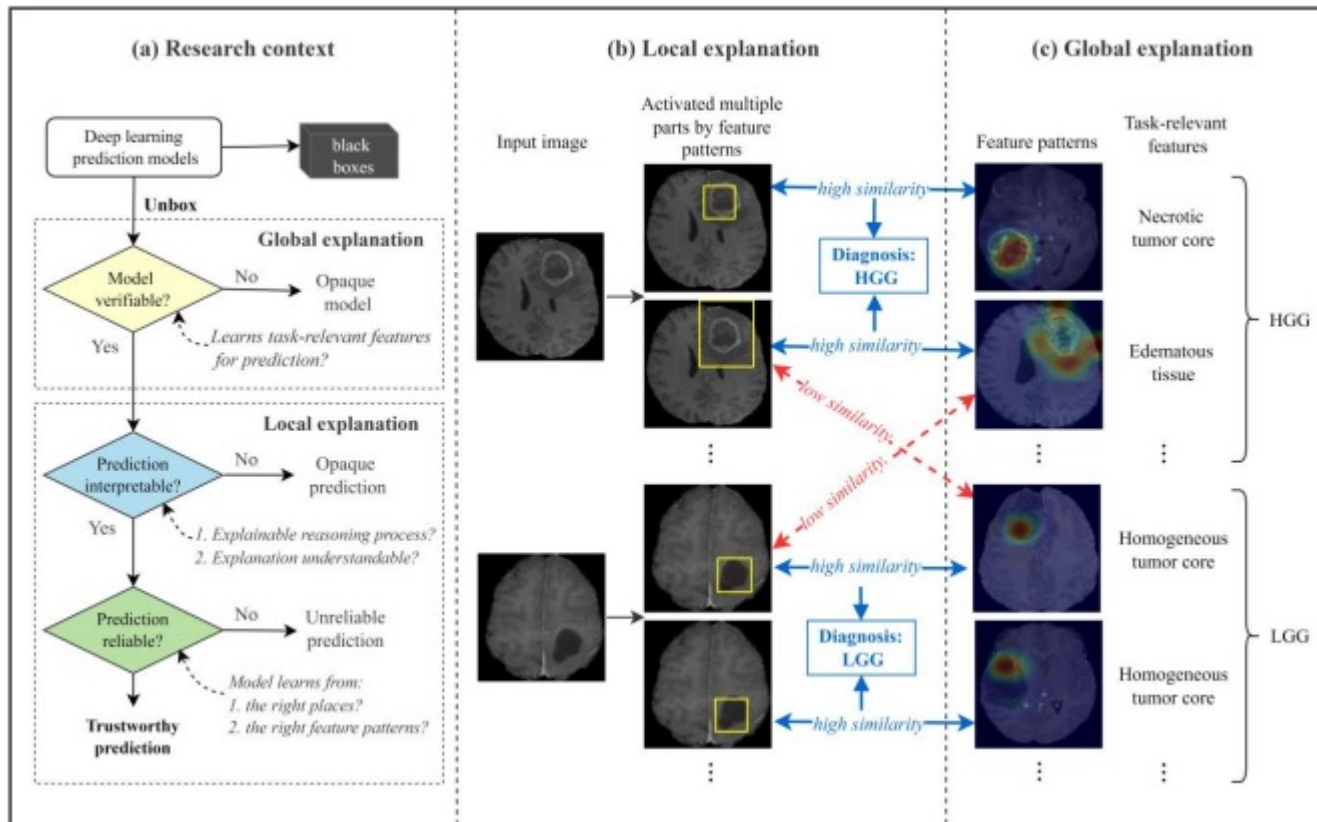 (a) Research context
Deep learning
prediction models
black
boxes
Unbox
Global explanation
Model
verifiable?
No
Opaque
model
Yes
Learns task-relevant features
for prediction?
Local explanation
Prediction
interpretable?
No
Opaque
prediction
Yes
1. Explainable reasoning process?
2. Explanation understandable?
Prediction
reliable?
No
Unreliable
prediction
Model learns from:
1. the right places?
2. the right feature patterns?
Trustworthy
prediction
(b) Local explanation
Input image
Activated multiple
parts by feature
patterns
high similarity
Diagnosis:
HGG
high similarity
low similarity
low similarity
high similarity
Diagnosis:
LGG
high similarity
(c) Global explanation
Feature patterns
Task-relevant
features
Necrotic
tumor core
Edematous
tissue
HGG
Homogeneous
tumor core
Homogeneous
tumor core
LGG